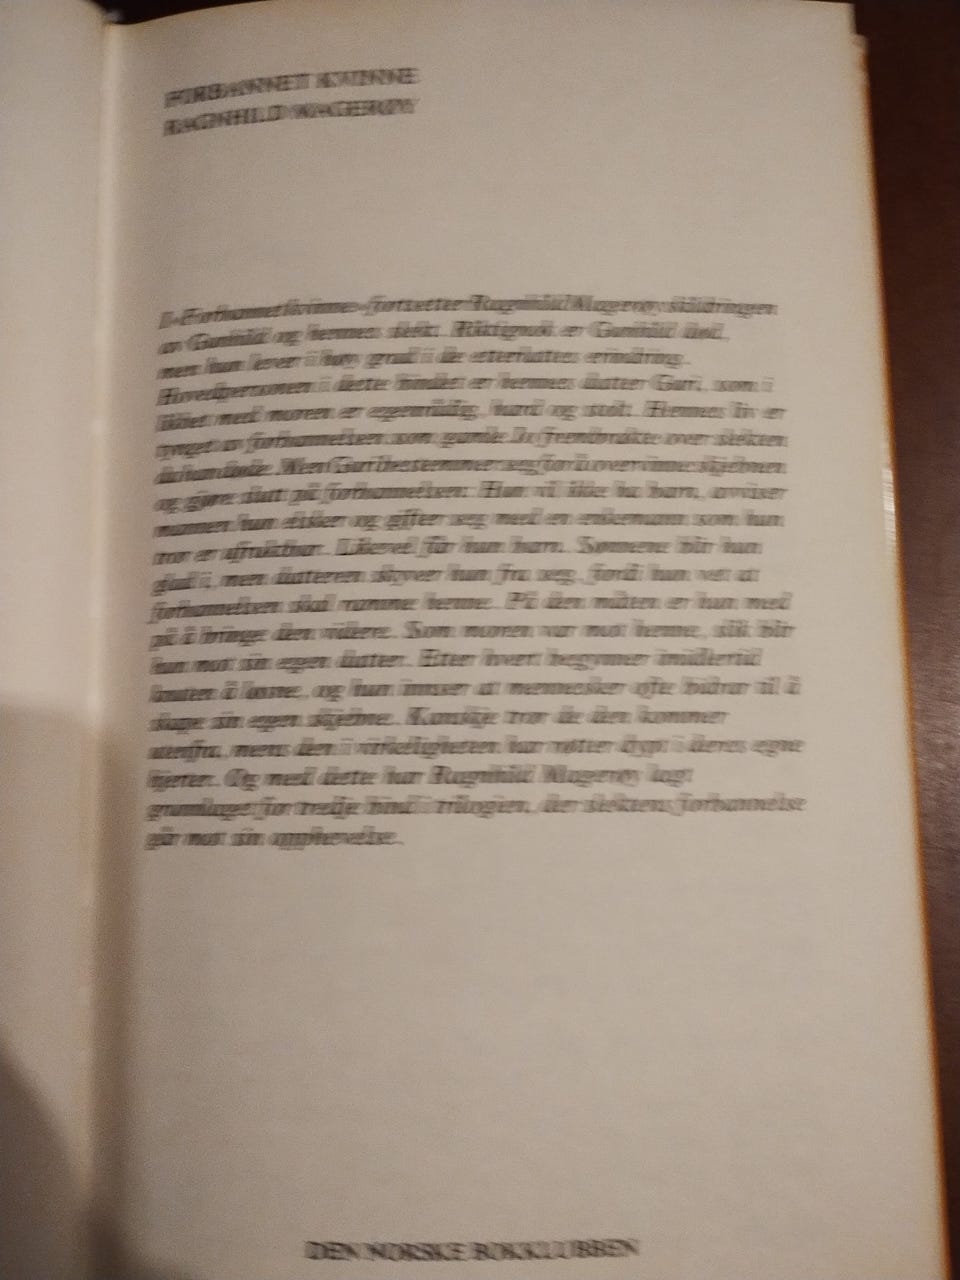 FORBANNET KVINNE
RAGNHILD MAGERØY
I «Forbannet kvinne» fortsetter Ragnhild Magerøy skildringen
av Gunhild og hennes slekt. Riktignok er Gunhild død,
men hun lever i høy grad i de etterlattes erindring.
Hovedpersonen i dette bindet er hennes datter Guri, som i
likhet med moren er egenrådig, hard og stolt. Hennes liv er
tynget av forbannelsen som gamle over slekten
da han døde. Men Guri bestemmer seg for å overvinne skjebnen
og gjøre slutt på forbannelsen: Hun vil ikke ha barn, avviser
mannen hun elsker og gifter seg med en enkemann som hun
tror er ufruktbar. Likevel får hun barn. Sønnene blir hun
glad i, men datteren skyver hun fra seg, fordi hun vet at
forbannelsen skal ramme henne. På den måten er hun med
på å bringe den videre. Som moren var mot henne, slik blir
hun mot sin egen datter. Etter hvert begynner imidlertid
knuten å løsne, og hun innser at mennesker ofte bidrar til å
skape sin egen skjebne. Kanskje tror de den kommer
utenfra, mens den i virkeligheten har røtter dypt i deres egne
hjerter. Og med dette har Ragnhild Magerøy lagt
grunnlaget for tredje bind i trilogien, der slektens forbannelse
går mot sin opphevelse.
DEN NORSKE BOKKLUBBEN